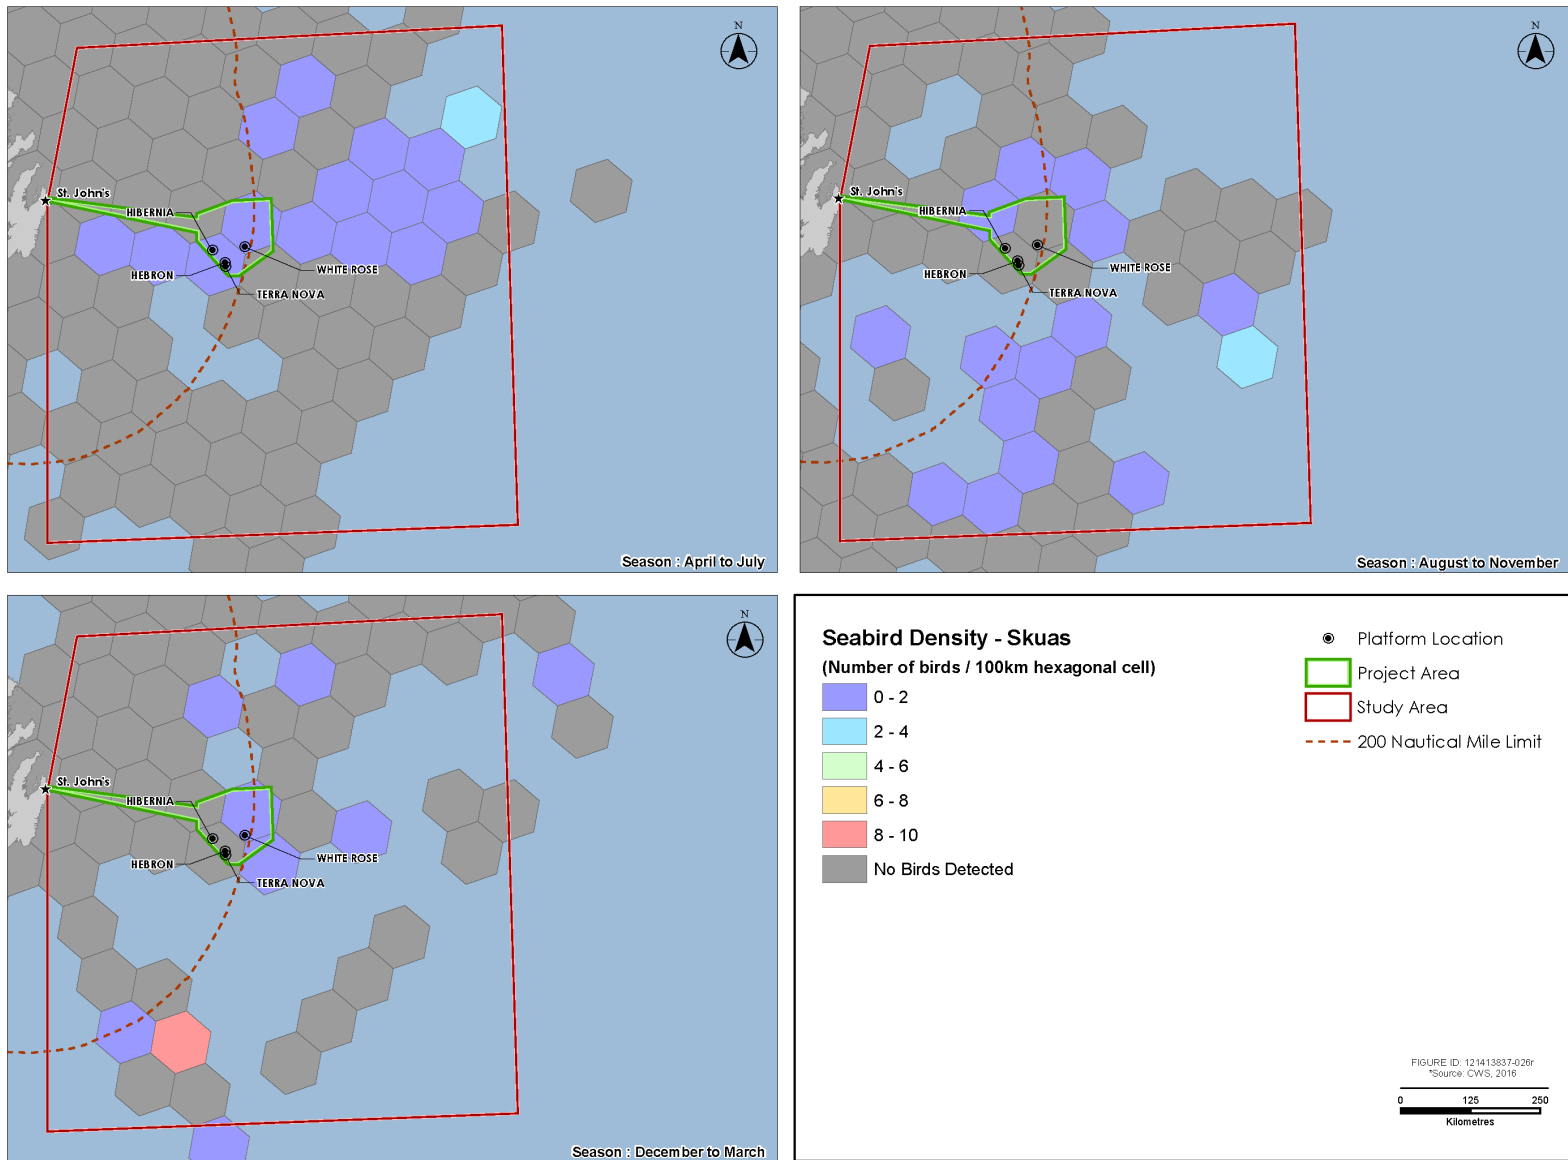 N
St. John's
HIBERNIA
HEBRON
WHITE ROSE
TERRA NOVA
Season : April to July
N
St. John's
HIBERNIA
HEBRON
WHITE ROSE
TERRA NOVA
Season : August to November
N
St. John's
HIBERNIA
HEBRON
WHITE ROSE
TERRA NOVA
Season : December to March
Seabird Density - Skuas
(Number of birds / 100km hexagonal cell)
0 - 2
2 - 4
4 - 6
6 - 8
8 - 10
No Birds Detected
Platform Location
Project Area
Study Area
200 Nautical Mile Limit
FIGURE ID: 121413837-026r
*Source: CWS, 2016
0 125 250
Kilometres